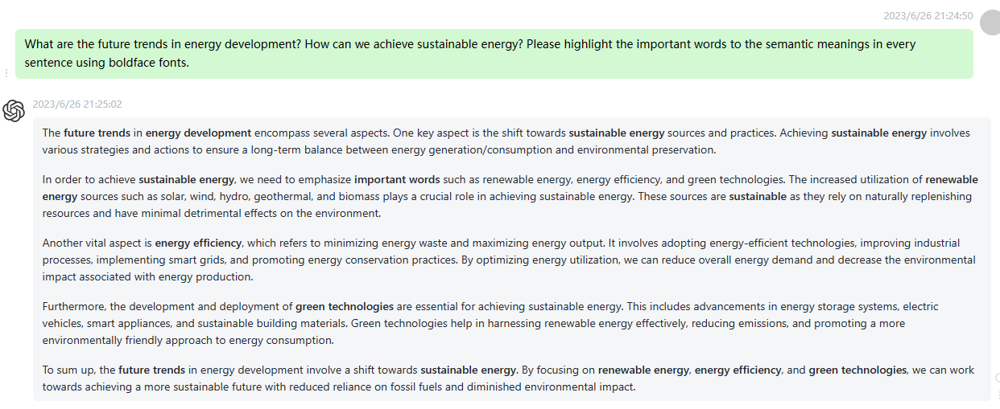 2023/6/26 21:24:50
What are the future trends in energy development? How can we achieve sustainable energy? Please highlight the important words to the semantic meanings in every
sentence using boldface fonts.
2023/6/26 21:25:02
The future trends in energy development encompass several aspects. One key aspect is the shift towards sustainable energy sources and practices. Achieving sustainable energy involves
various strategies and actions to ensure a long-term balance between energy generation/consumption and environmental preservation.
In order to achieve sustainable energy, we need to emphasize important words such as renewable energy, energy efficiency, and green technologies. The increased utilization of renewable
energy sources such as solar, wind, hydro, geothermal, and biomass plays a crucial role in achieving sustainable energy. These sources are sustainable as they rely on naturally replenishing
resources and have minimal detrimental effects on the environment.
Another vital aspect is energy efficiency, which refers to minimizing energy waste and maximizing energy output. It involves adopting energy-efficient technologies, improving industrial
processes, implementing smart grids, and promoting energy conservation practices. By optimizing energy utilization, we can reduce overall energy demand and decrease the environmental
impact associated with energy production.
Furthermore, the development and deployment of green technologies are essential for achieving sustainable energy. This includes advancements in energy storage systems, electric
vehicles, smart appliances, and sustainable building materials. Green technologies help in harnessing renewable energy effectively, reducing emissions, and promoting a more
environmentally friendly approach to energy consumption.
To sum up, the future trends in energy development involve a shift towards sustainable energy. By focusing on renewable energy, energy efficiency, and green technologies, we can work
towards achieving a more sustainable future with reduced reliance on fossil fuels and diminished environmental impact.